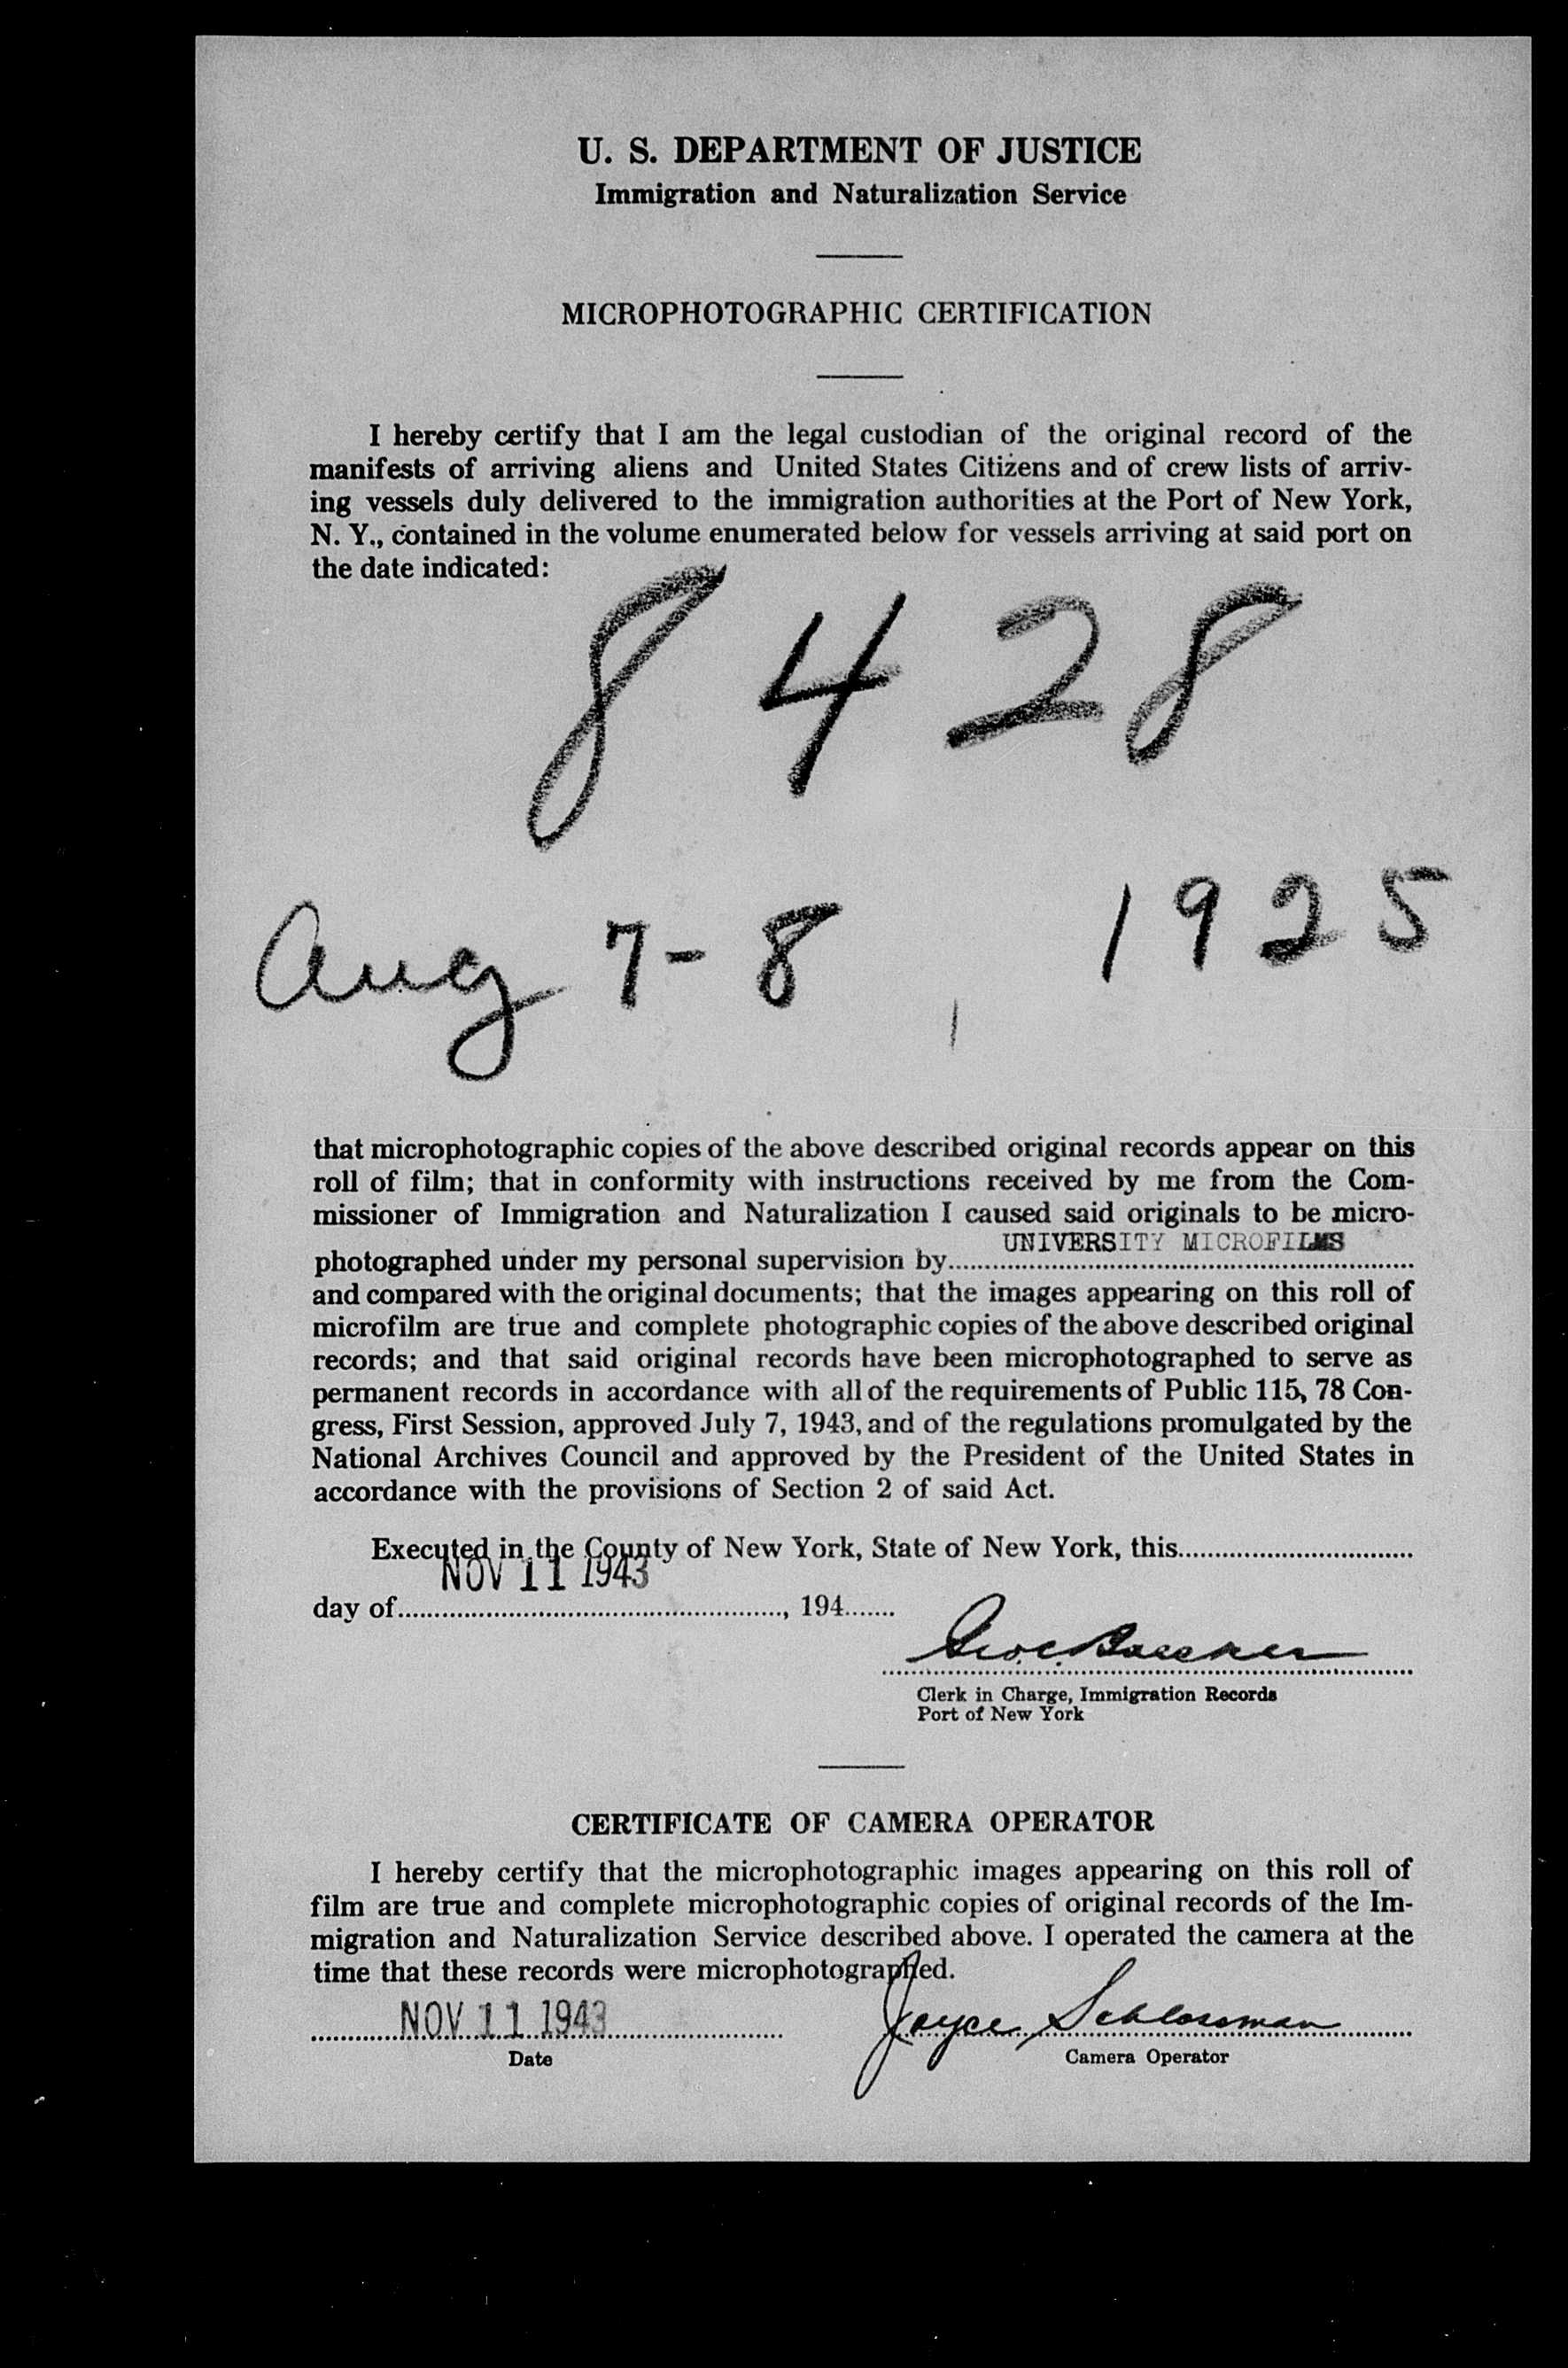 U. S. DEPARTMENT OF JUSTICE
Immigration and Naturalization Service
MICROPHOTOGRAPHIC CERTIFICATION
I hereby certify that I am the legal custodian of the original record of the
manifests of arriving aliens and United States Citizens and of crew lists of arriv-
ing vessels duly delivered to the immigration authorities at the Port of New York,
N. Y., contained in the volume enumerated below for vessels arriving at said port on
the date indicated:
8428
Aug 7-8, 1925
that microphotographic copies of the above described original records appear on this
roll of film; that in conformity with instructions received by me from the Com-
missioner of Immigration and Naturalization I caused said originals to be micro-
UNIVERSITY MICROFILMS
photographed under my personal supervision by
and compared with the original documents; that the images appearing on this roll of
microfilm are true and complete photographic copies of the above described original
records; and that said original records have been microphotographed to serve as
permanent records in accordance with all of the requirements of Public 115, 78 Con-
gress, First Session, approved July 7, 1943, and of the regulations promulgated by the
National Archives Council and approved by the President of the United States in
accordance with the provisions of Section 2 of said Act.
Executed in the County of New York, State of New York, this
NOV 11 1943
day of , 194
Clerk in Charge, Immigration Records
Port of New York
CERTIFICATE OF CAMERA OPERATOR
I hereby certify that the microphotographic images appearing on this roll of
film are true and complete microphotographic copies of original records of the Im-
migration and Naturalization Service described above. I operated the camera at the
time that these records were microphotographed.
NOV 11 1943 Joyce Schlossman
Date Camera Operator